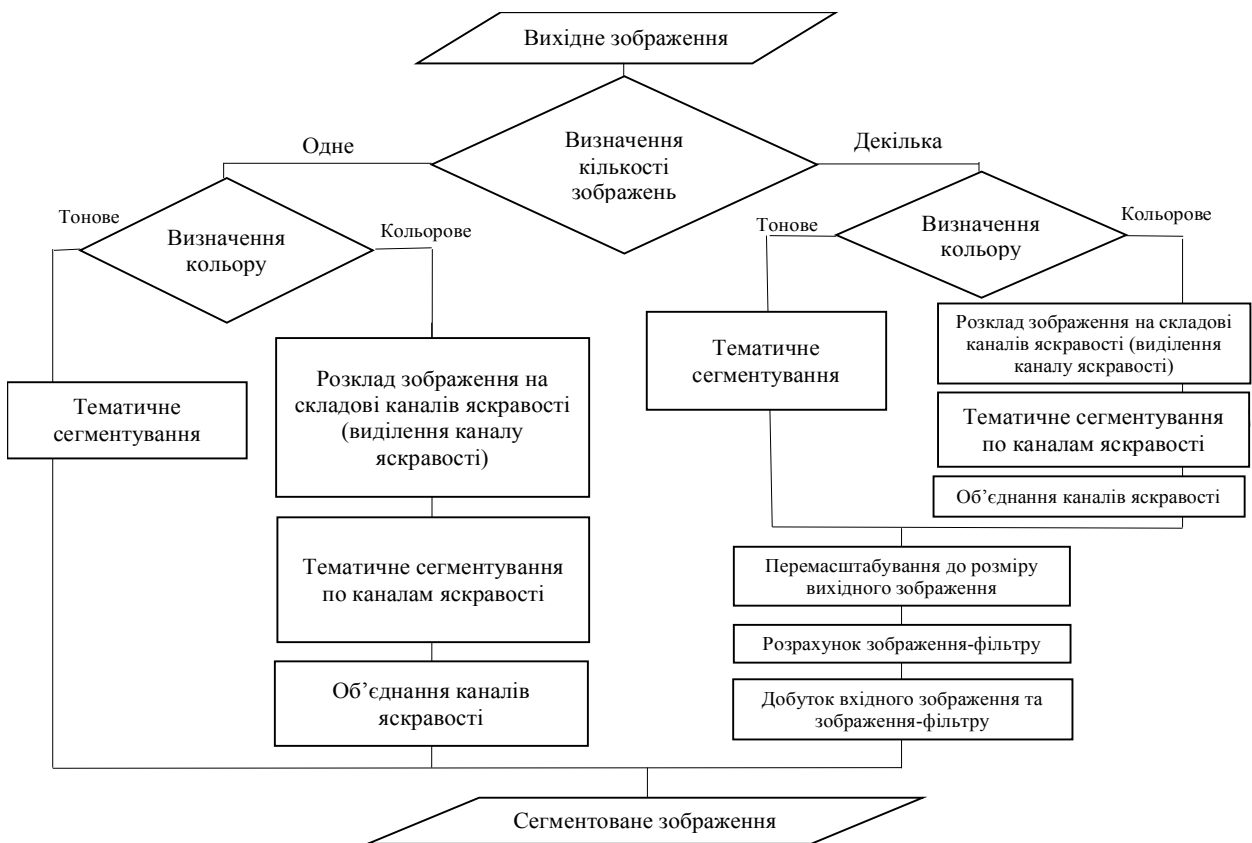 Вихідне зображення
Визначення
кількості
зображень
Одне
Декілька
Тонове
Визначення
кольору
Кольорове
Тонове
Визначення
кольору
Кольорове
Тематичне
сегментування
Розклад зображення на
складові каналів яскравості
(виділення каналу
яскравості)
Тематичне сегментування
по каналам яскравості
Об’єднання каналів
яскравості
Тематичне
сегментування
Розклад зображення на складові
каналів яскравості (виділення
каналу яскравості)
Тематичне сегментування
по каналам яскравості
Об’єднання каналів яскравості
Перемасштабування до розміру
вихідного зображення
Розрахунок зображення-фільтру
Добуток вхідного зображення та
зображення-фільтру
Сегментоване зображення